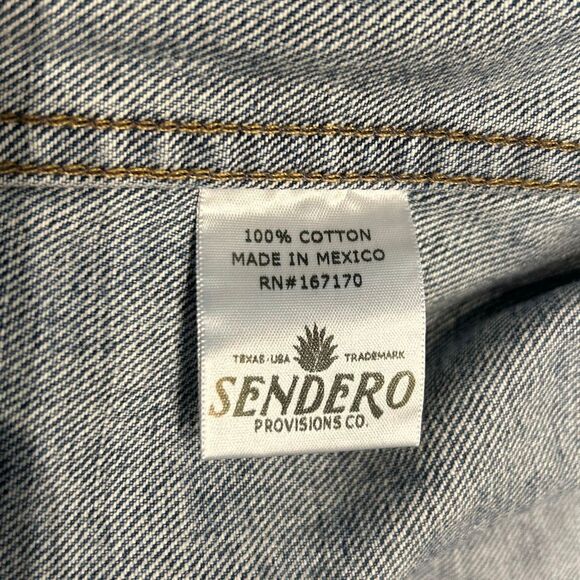 100% COTTON
MADE IN MEXICO
RN#167170
TEXAS·USA TRADEMARK
SENDERO
PROVISIONS CO.